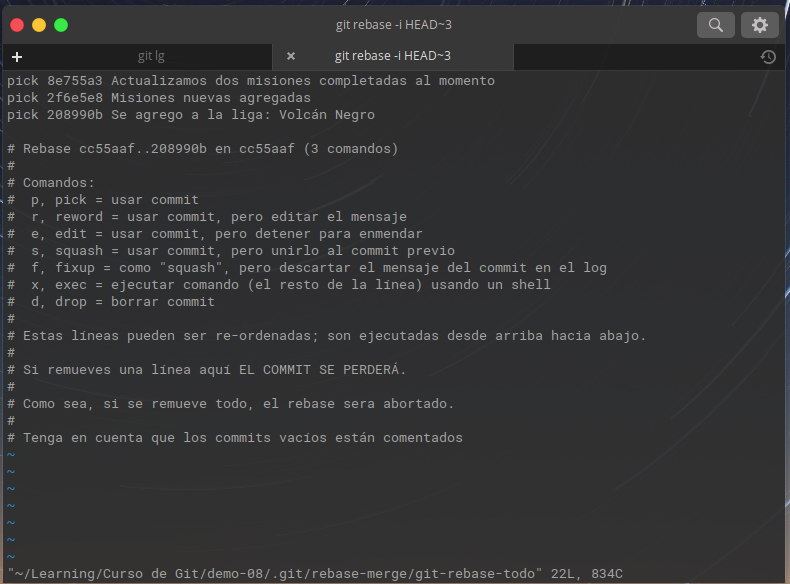 git rebase -i HEAD~3
+ git lg × git rebase -i HEAD~3
pick 8e755a3 Actualizamos dos misiones completadas al momento
pick 2f6e5e8 Misiones nuevas agregadas
pick 208990b Se agrego a la liga: Volcán Negro
# Rebase cc55aaf..208990b en cc55aaf (3 comandos)
#
# Comandos:
#  p, pick = usar commit
#  r, reword = usar commit, pero editar el mensaje
#  e, edit = usar commit, pero detener para enmendar
#  s, squash = usar commit, pero unirlo al commit previo
#  f, fixup = como "squash", pero descartar el mensaje del commit en el log
#  x, exec = ejecutar comando (el resto de la línea) usando un shell
#  d, drop = borrar commit
#
# Estas líneas pueden ser re-ordenadas; son ejecutadas desde arriba hacia abajo.
#
# Si remueves una línea aquí EL COMMIT SE PERDERÁ.
#
# Como sea, si se remueve todo, el rebase sera abortado.
#
# Tenga en cuenta que los commits vacíos están comentados
~
~
~
~
~
~
~
"~/Learning/Curso de Git/demo-08/.git/rebase-merge/git-rebase-todo" 22L, 834C